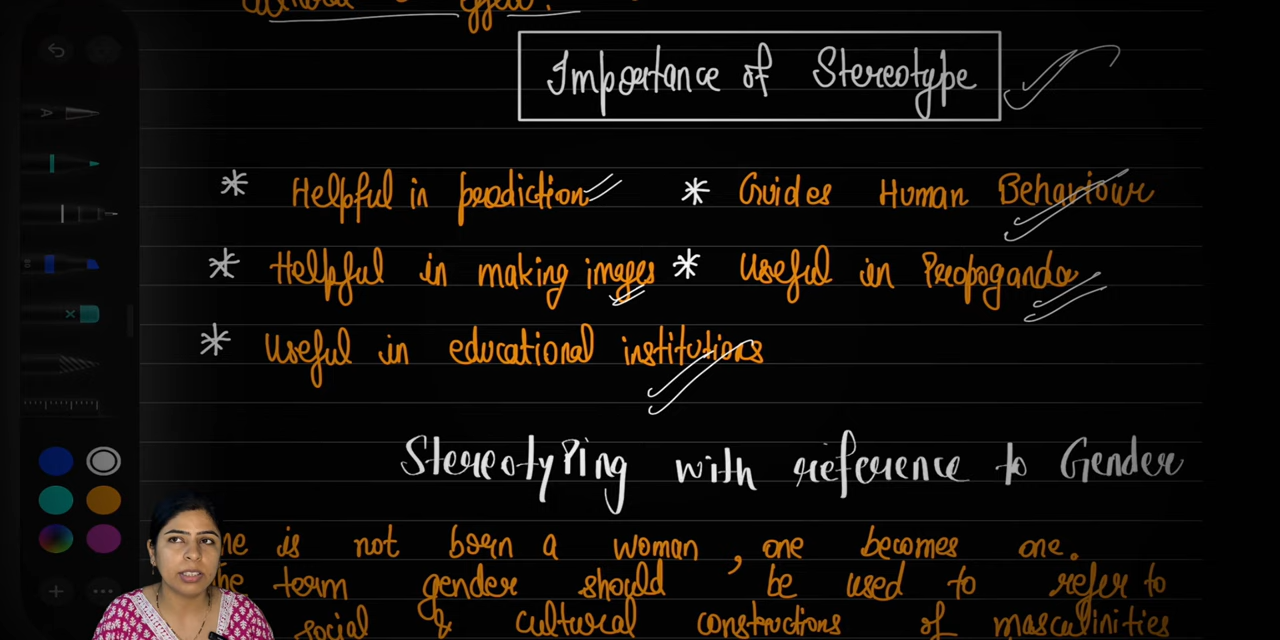 Importance of Stereotype
* Helpful in prediction * Guides Human Behaviour
* Helpful in making images * Useful in Propoganda
* Useful in educational institutions
Stereotyping with reference to Gender
is not born a woman, one becomes one.
term gender should be used to refer to
social & cultural constructions of masculinities